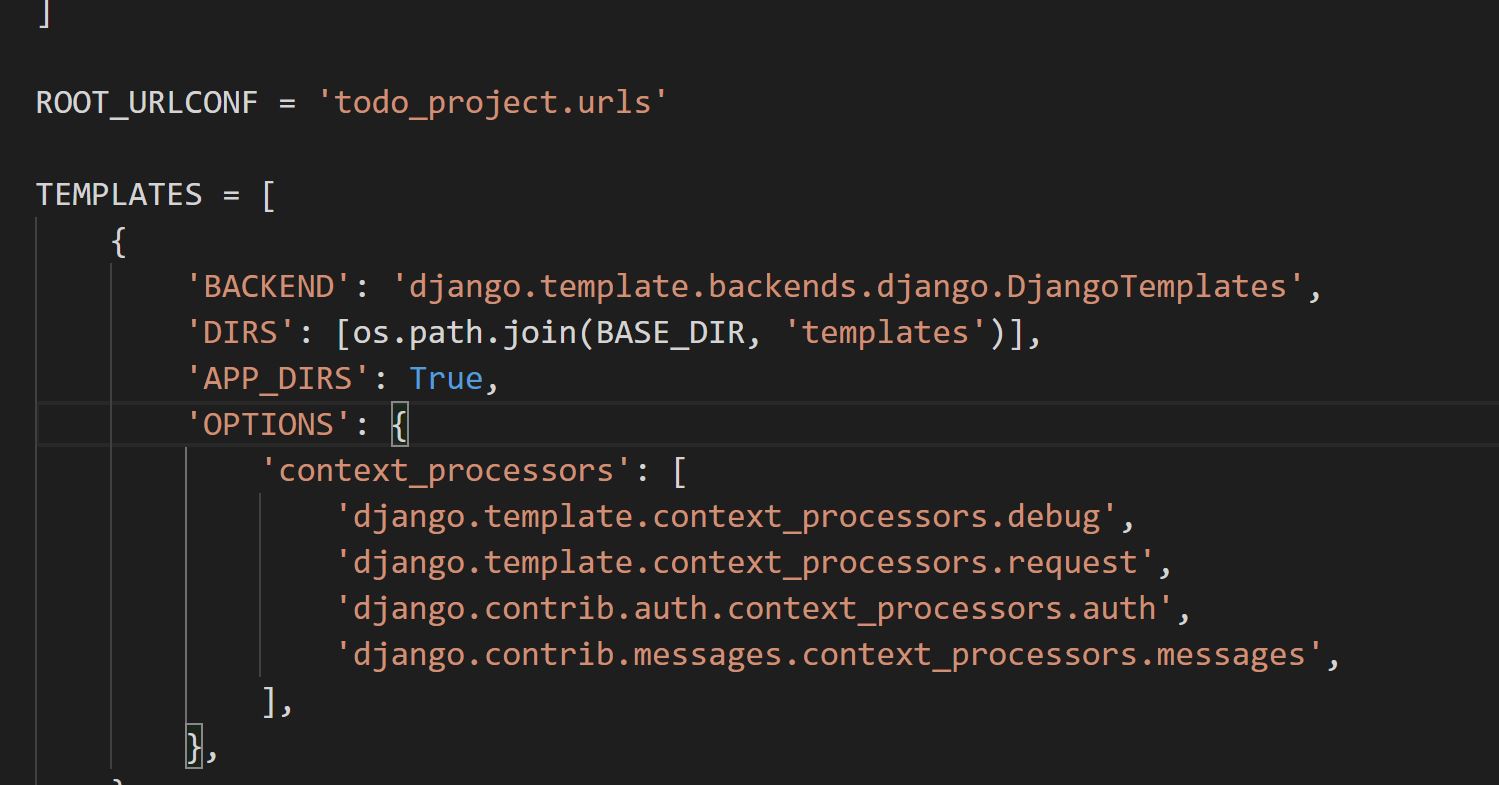 ]
ROOT_URLCONF = 'todo_project.urls'
TEMPLATES = [
    {
        'BACKEND': 'django.template.backends.django.DjangoTemplates',
        'DIRS': [os.path.join(BASE_DIR, 'templates')],
        'APP_DIRS': True,
        'OPTIONS': {
            'context_processors': [
                'django.template.context_processors.debug',
                'django.template.context_processors.request',
                'django.contrib.auth.context_processors.auth',
                'django.contrib.messages.context_processors.messages',
            ],
        },